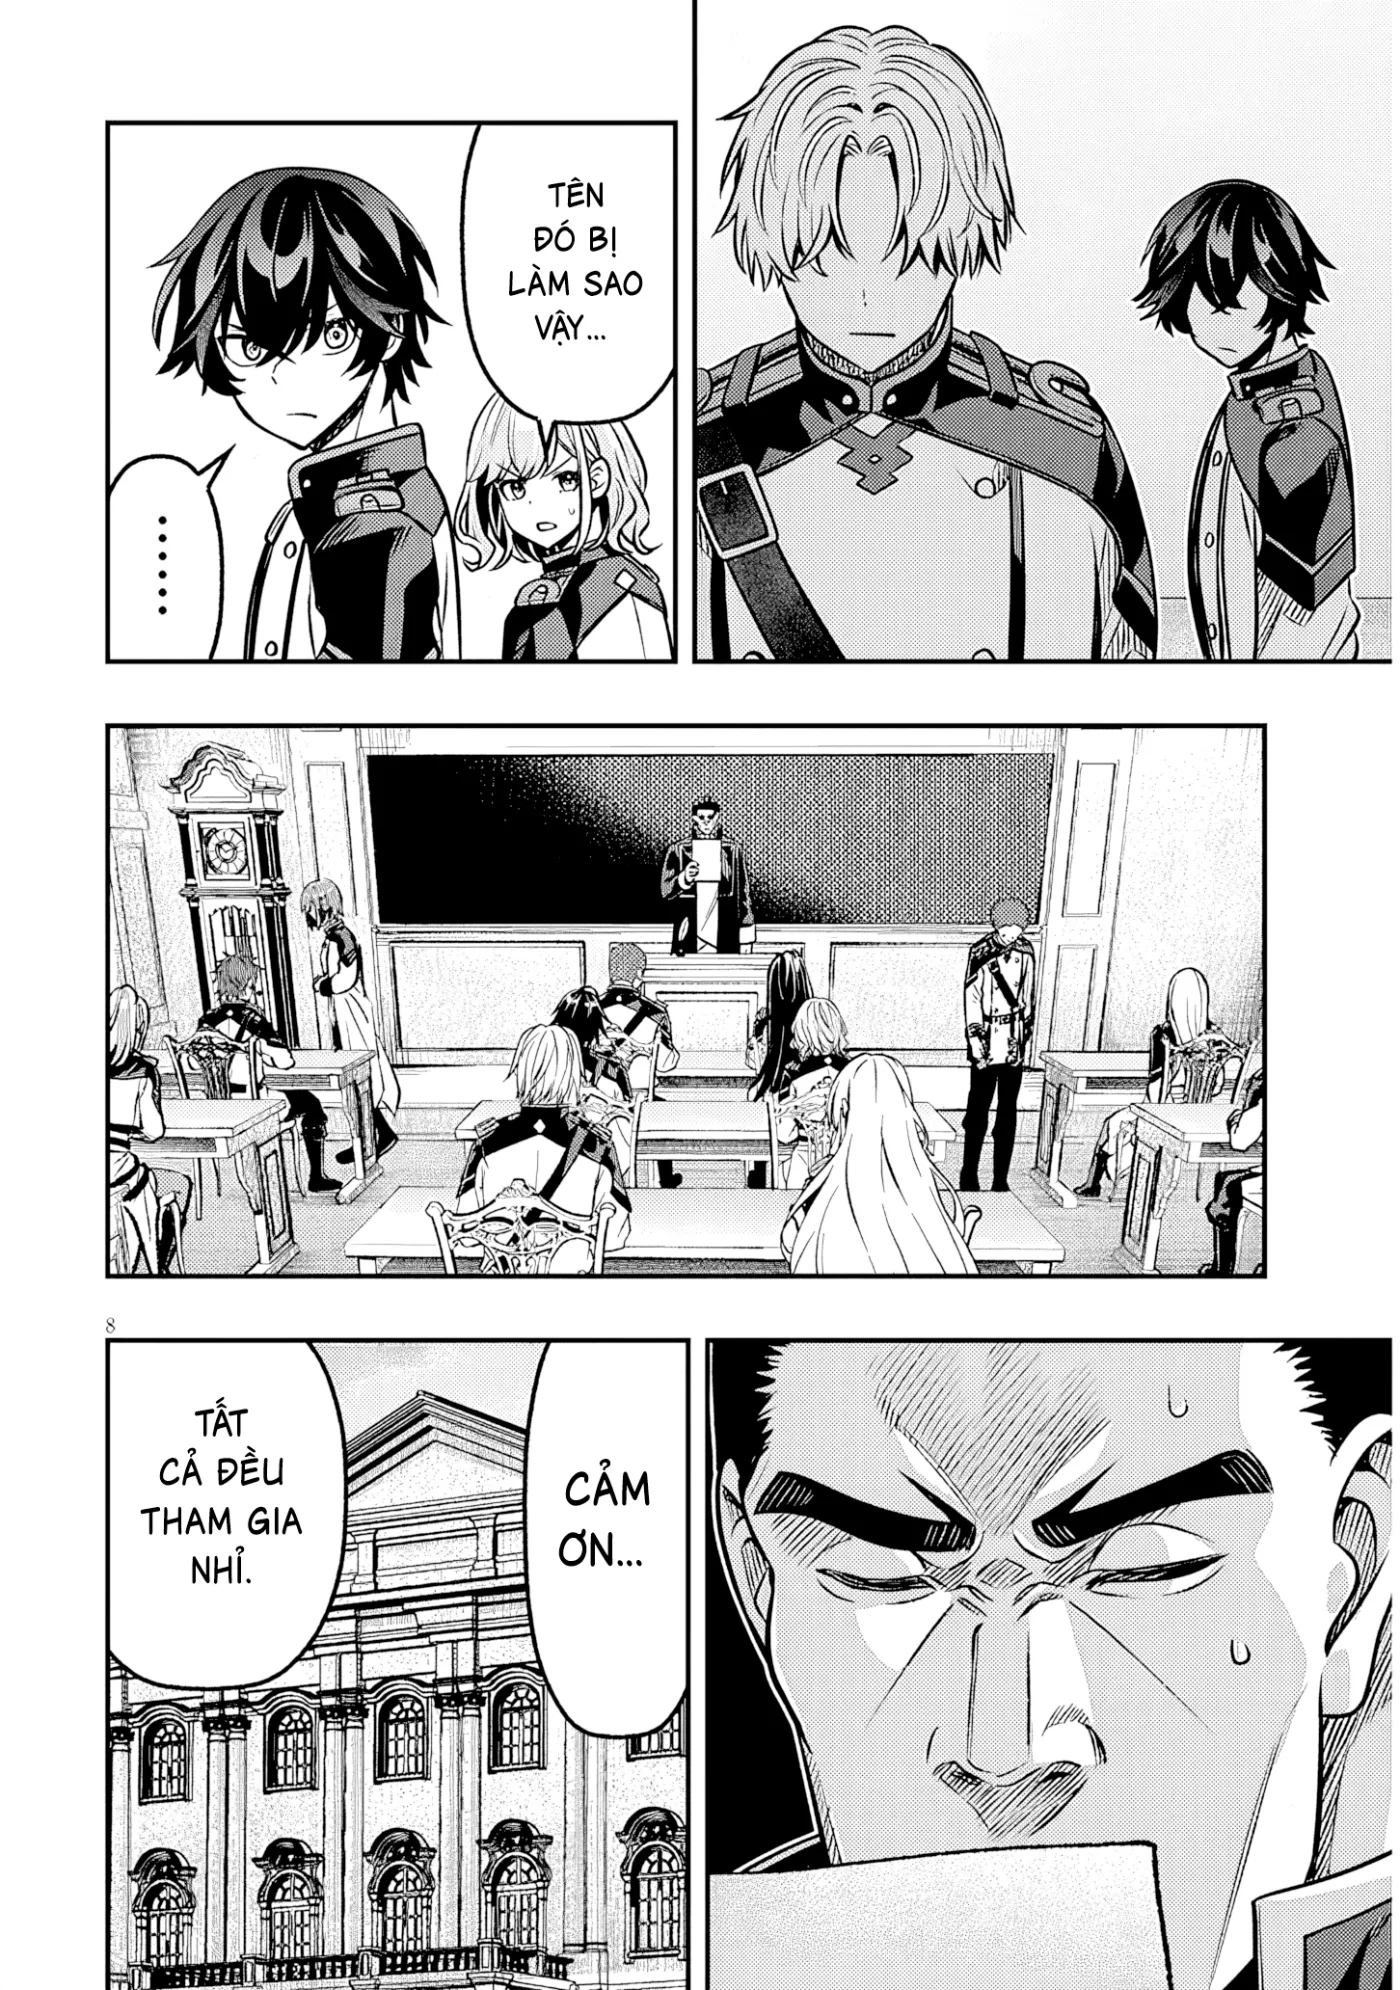 TÊN
ĐÓ BỊ
LÀM SAO
VẬY...
......
8
CẢM
ƠN...
TẤT
CẢ ĐỀU
THAM GIA
NHỈ.